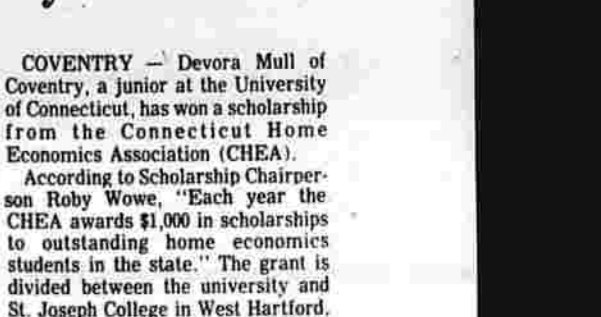 COVENTRY — Devora Mull of
Coventry, a junior at the University
of Connecticut, has won a scholarship
from the Connecticut Home
Economics Association (CHEA).
According to Scholarship Chairper-
son Roby Wowe, "Each year the
CHEA awards $1,000 in scholarships
to outstanding home economics
students in the state." The grant is
divided between the university and
St. Joseph College in West Hartford.